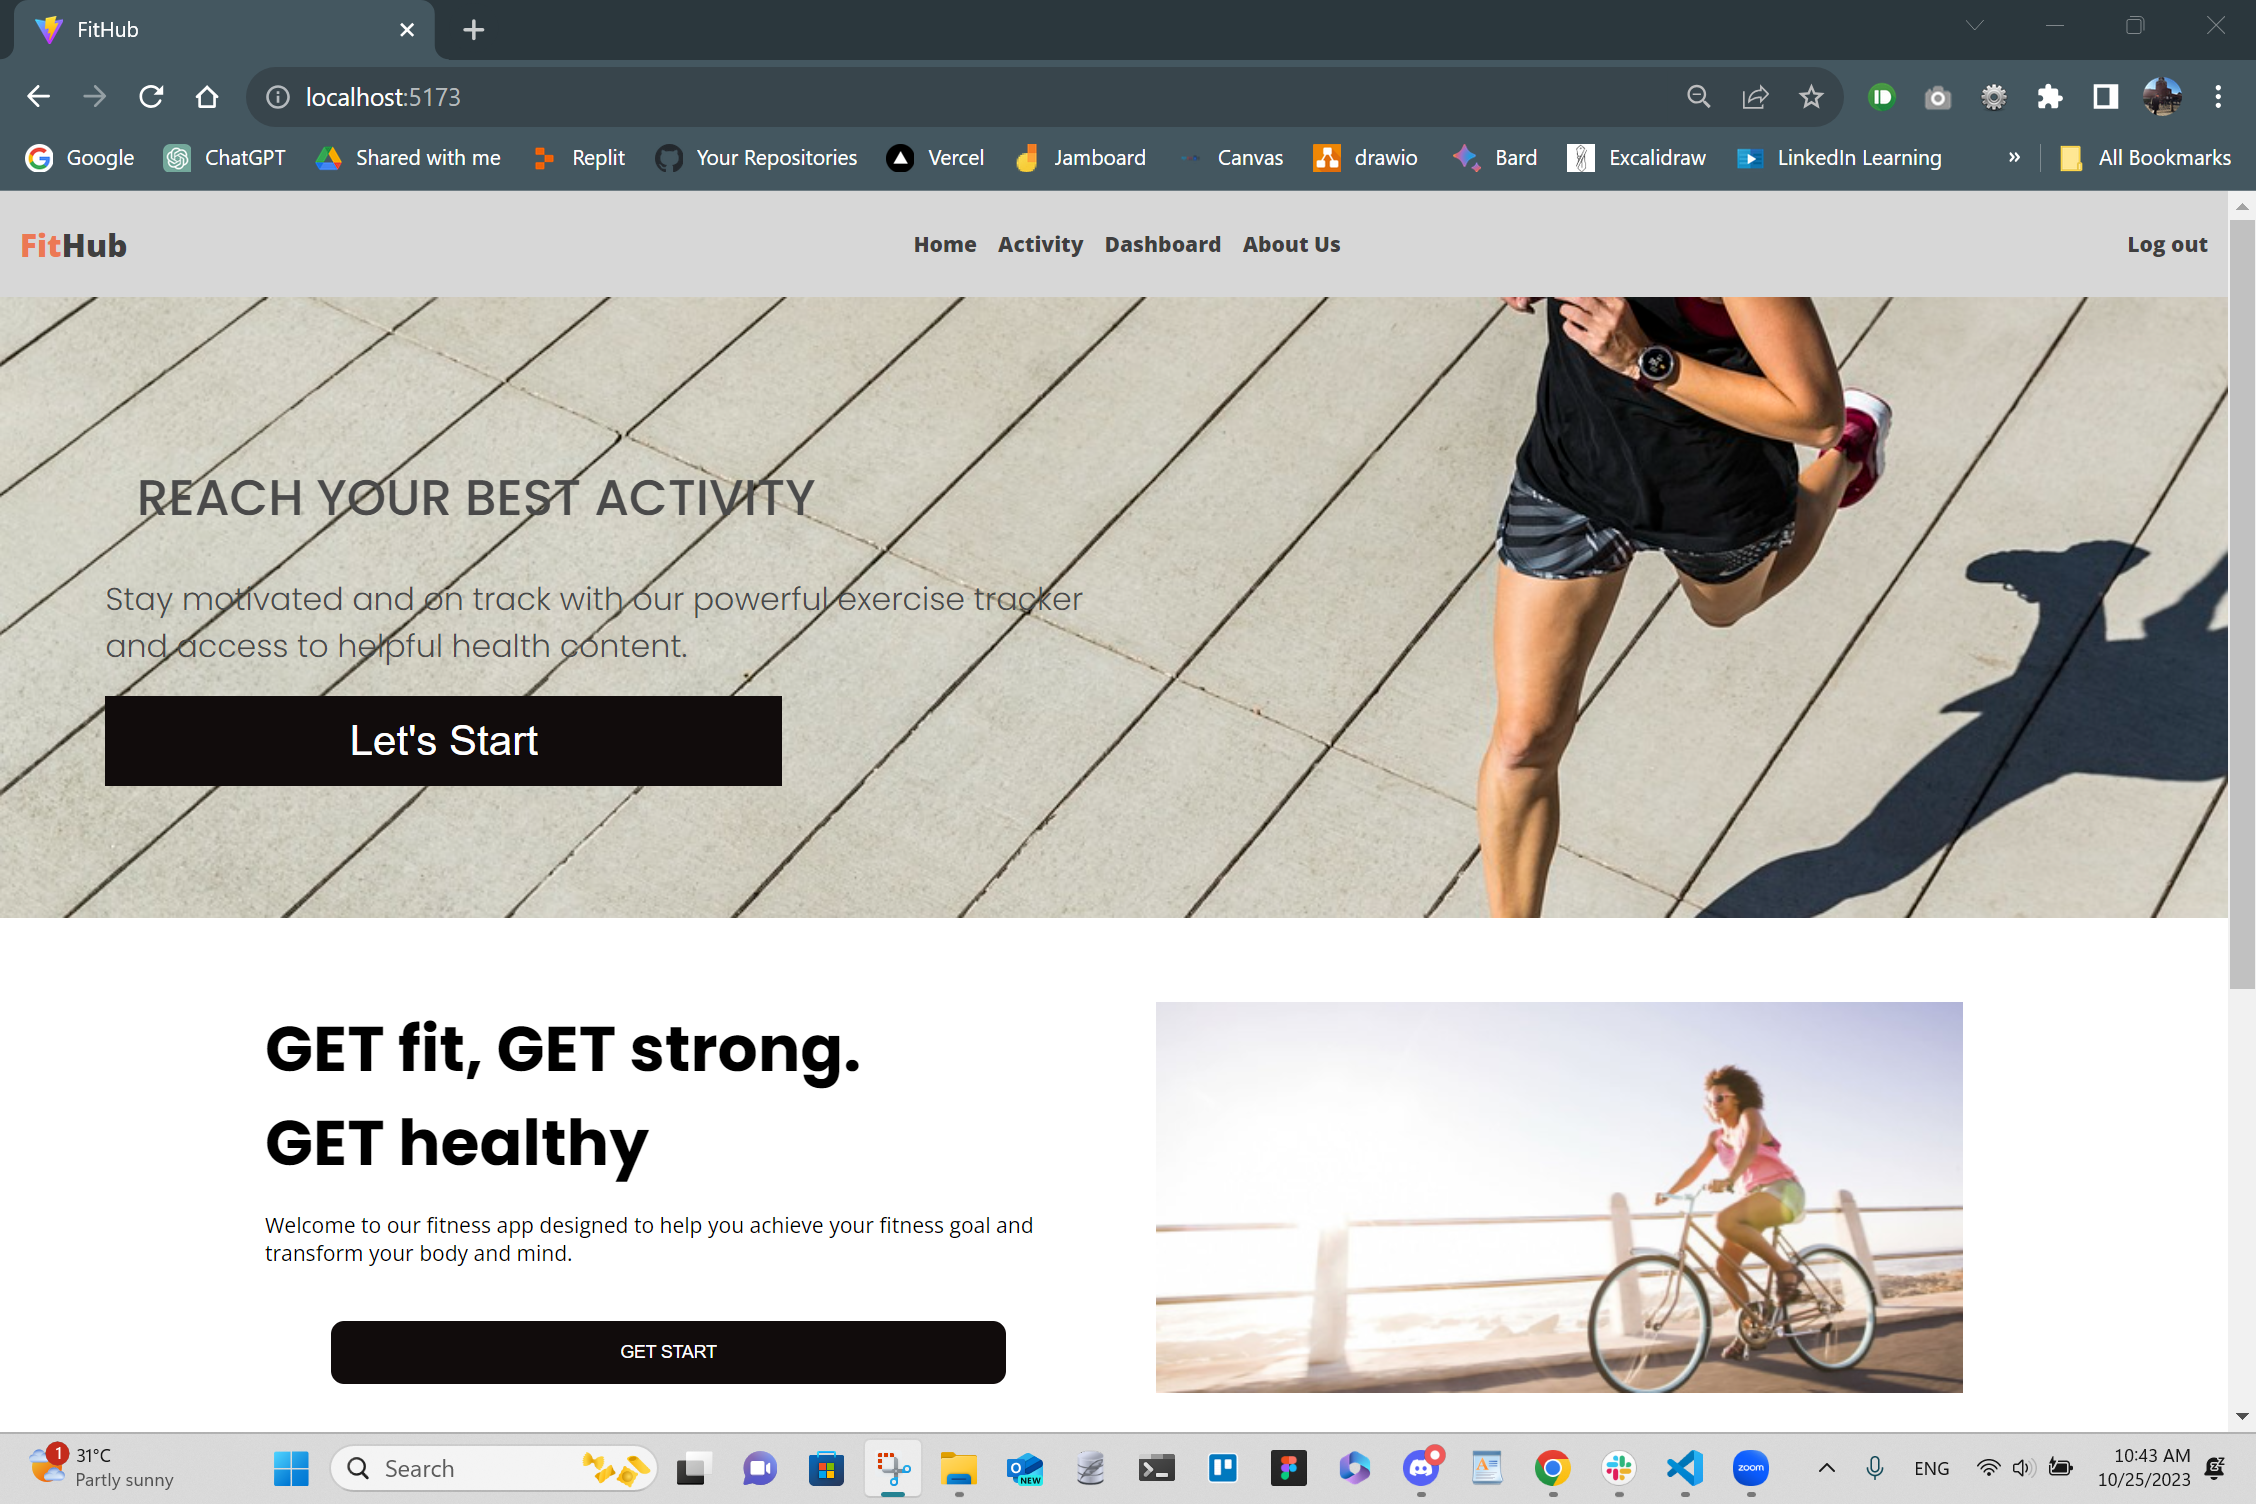 FitHub
localhost:5173
Google ChatGPT Shared with me Replit Your Repositories Vercel Jamboard Canvas drawio Bard Excalidraw LinkedIn Learning » All Bookmarks
FitHub Home Activity Dashboard About Us Log out
REACH YOUR BEST ACTIVITY
Stay motivated and on track with our powerful exercise tracker
and access to helpful health content.
Let's Start
GET fit, GET strong.
GET healthy
Welcome to our fitness app designed to help you achieve your fitness goal and
transform your body and mind.
GET START
1
31°C
Partly sunny
Search
NEW
zoom
ENG
10:43 AM
10/25/2023